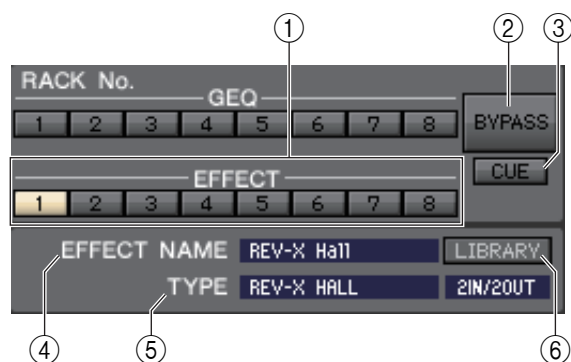 ① ② ③
RACK No.
GEQ
1 2 3 4 5 6 7 8 BYPASS
CUE
EFFECT
1 2 3 4 5 6 7 8
EFFECT NAME REV-X Hall LIBRARY
TYPE REV-X HALL 2IN/2OUT
④ ⑤ ⑥